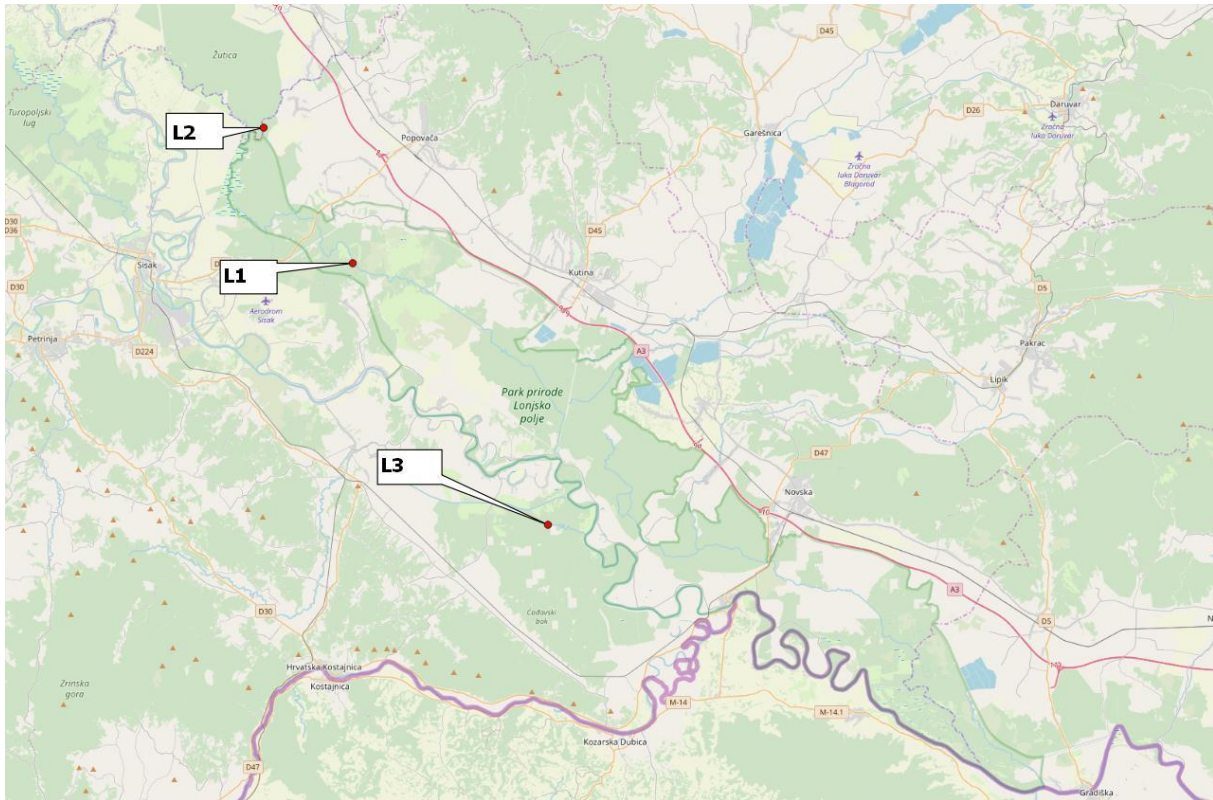 D45
Žutica
Turopoljski
lug
L2
Popovača
Garešnica
D26
Daruvar
Zračna
luka Daruvar
Zračna
luka Daruvar
Blagorod
D30
D36
D45
Sisak
L1
Kutina
Aerodrom
Sisak
D5
D30
Petrinja
D224
A3
Pakrac
Lipik
Park prirode
Lonjsko
polje
L3
D47
Novska
Čađavski
bok
A3
D30
D5
Hrvatska Kostajnica
Kostajnica
Zrinska
gora
M-14
M-14.1
Kozarska Dubica
D47
Gradiška